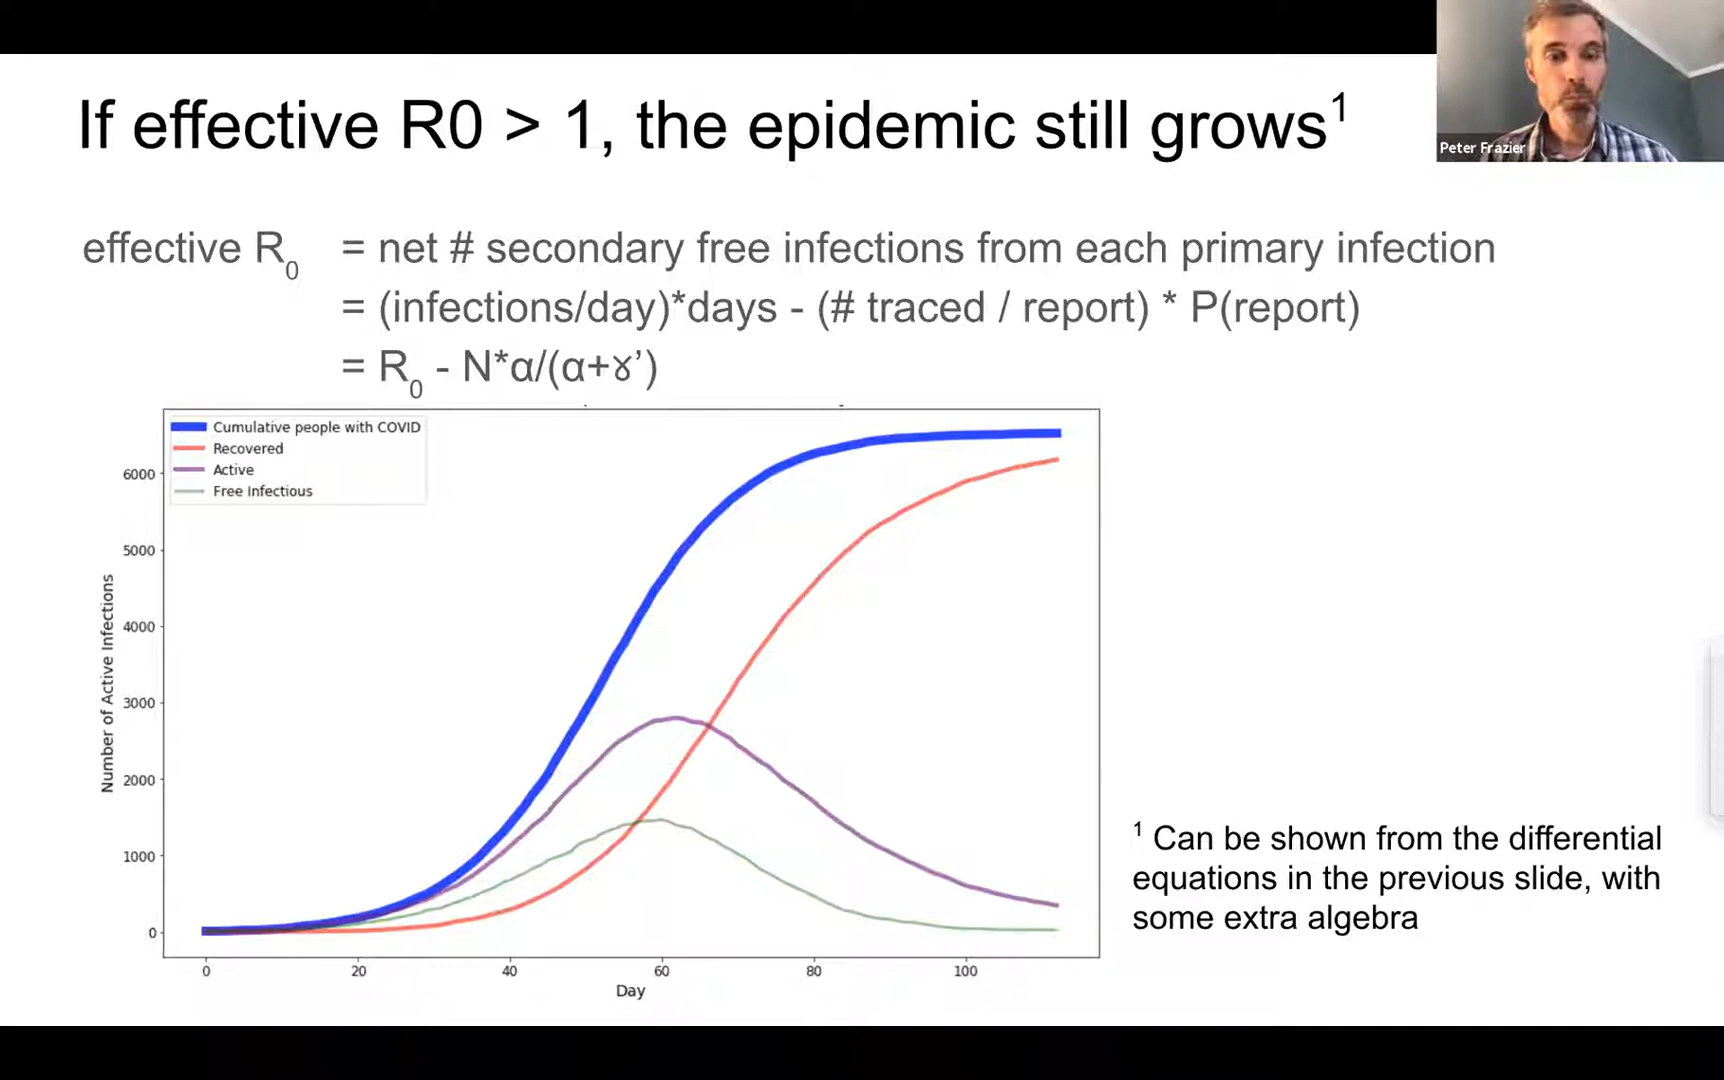 If effective R0 > 1, the epidemic still grows¹
Peter Frazier
effective R₀ = net # secondary free infections from each primary infection
= (infections/day)*days - (# traced / report) * P(report)
= R₀ - N*α/(α+ɤ’)
Cumulative people with COVID
Recovered
Active
Free Infectious
6000
5000
4000
3000
2000
1000
0
Number of Active Infections
0 20 40 60 80 100
Day
¹ Can be shown from the differential
equations in the previous slide, with
some extra algebra